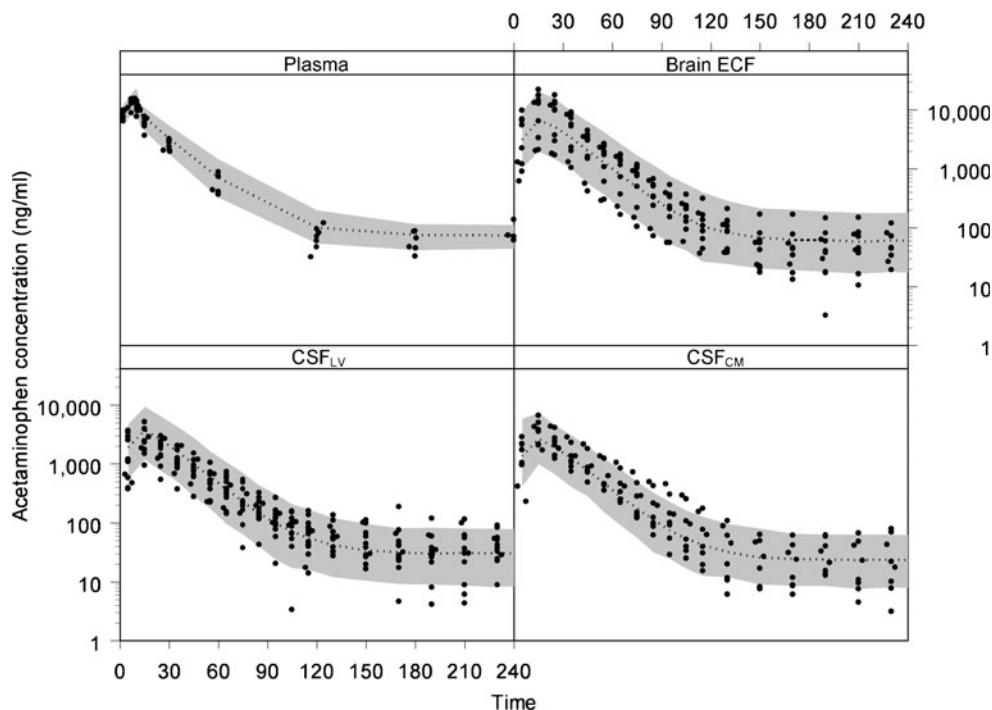 0 30 60 90 120 150 180 210 240
Plasma
Brain ECF
10,000
1,000
100
10
1
Acetaminophen concentration (ng/ml)
CSF_LV
CSF_CM
10,000
1,000
100
10
1
0 30 60 90 120 150 180 210 240
Time